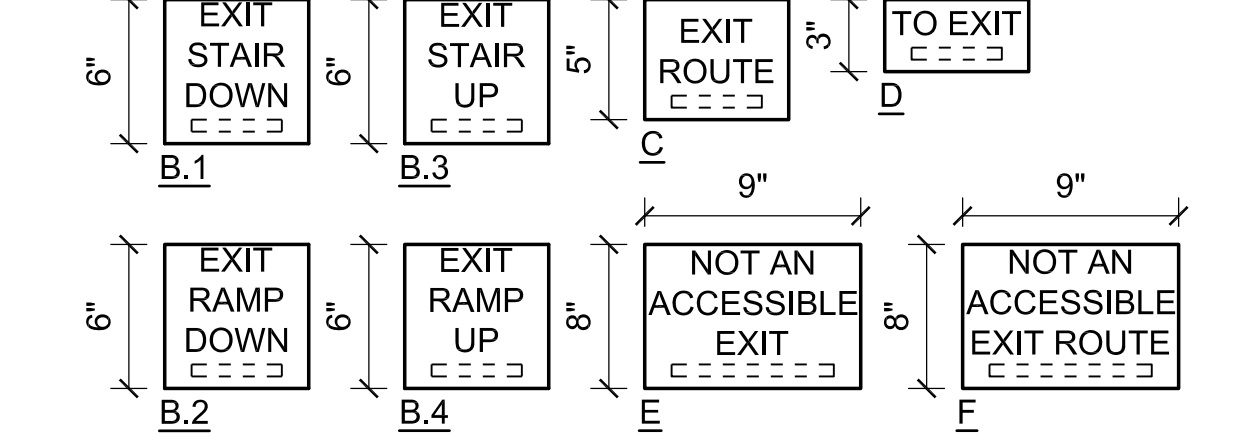 6"
EXIT
STAIR
DOWN
B.1
6"
EXIT
STAIR
UP
B.3
5"
EXIT
ROUTE
C
3"
TO EXIT
D
6"
EXIT
RAMP
DOWN
B.2
6"
EXIT
RAMP
UP
B.4
9"
8"
NOT AN
ACCESSIBLE
EXIT
E
9"
8"
NOT AN
ACCESSIBLE
EXIT ROUTE
F